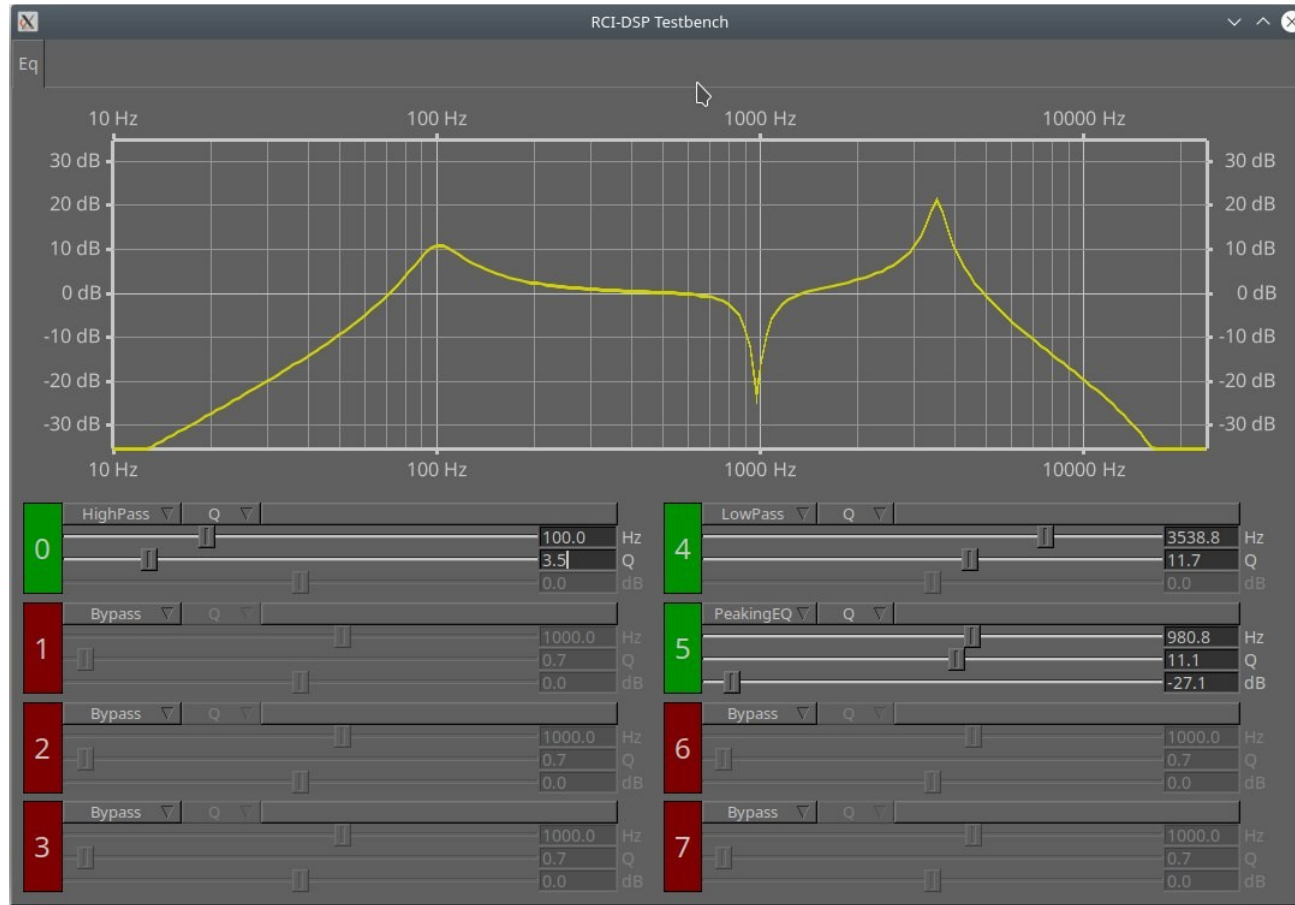 RCI-DSP Testbench
Eq
10 Hz 100 Hz 1000 Hz 10000 Hz
30 dB 30 dB
20 dB 20 dB
10 dB 10 dB
0 dB 0 dB
-10 dB -10 dB
-20 dB -20 dB
-30 dB -30 dB
10 Hz 100 Hz 1000 Hz 10000 Hz
0
HighPass Q
100.0 Hz
3.5 Q
0.0 dB
1
Bypass Q
1000.0 Hz
0.7 Q
0.0 dB
2
Bypass Q
1000.0 Hz
0.7 Q
0.0 dB
3
Bypass Q
1000.0 Hz
0.7 Q
0.0 dB
4
LowPass Q
3538.8 Hz
11.7 Q
0.0 dB
5
PeakingEQ Q
980.8 Hz
11.1 Q
-27.1 dB
6
Bypass Q
1000.0 Hz
0.7 Q
0.0 dB
7
Bypass Q
1000.0 Hz
0.7 Q
0.0 dB